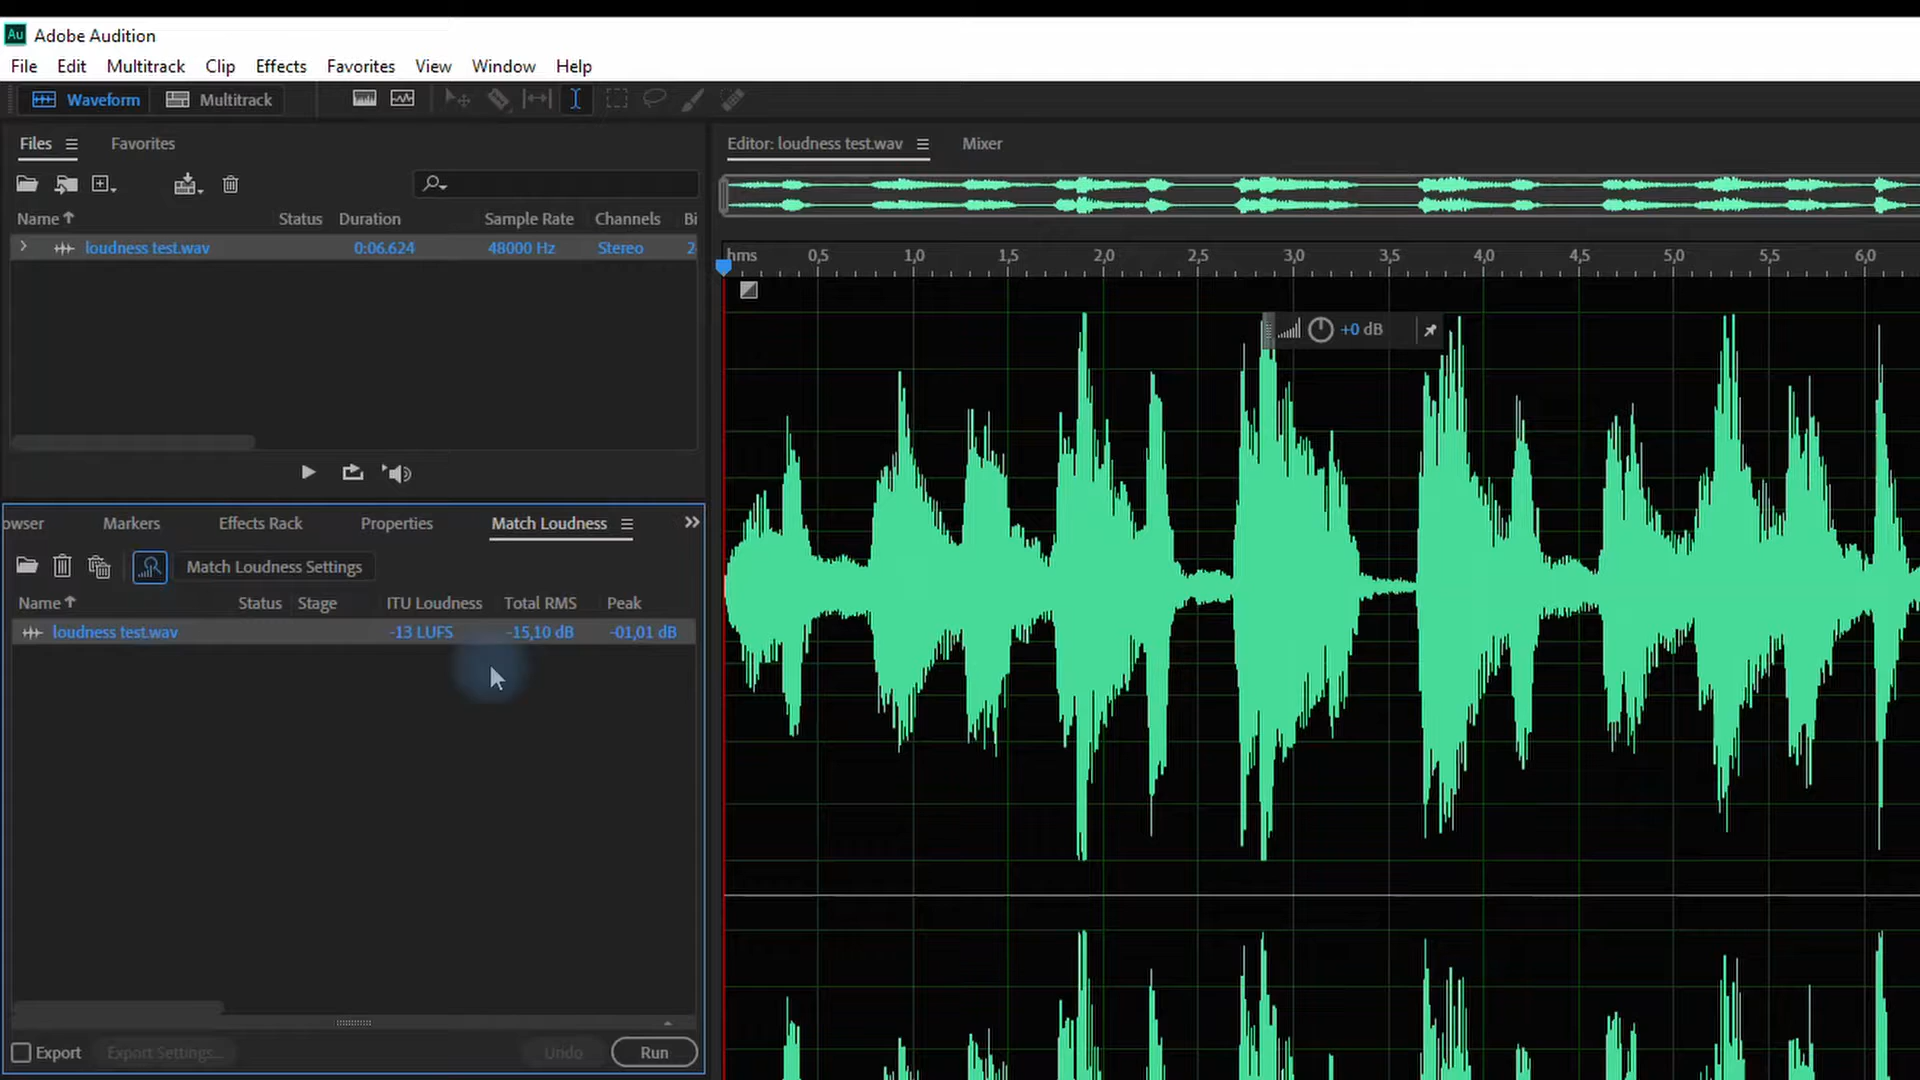 Au Adobe Audition
File Edit Multitrack Clip Effects Favorites View Window Help
Waveform Multitrack
Files Favorites
Name Status Duration Sample Rate Channels Bi
loudness test.wav 0:06.624 48000 Hz Stereo 2
owser Markers Effects Rack Properties Match Loudness
Match Loudness Settings
Name Status Stage ITU Loudness Total RMS Peak
loudness test.wav -13 LUFS -15,10 dB -01,01 dB
Export Export Settings... Undo Run
Editor: loudness test.wav Mixer
hms 0,5 1,0 1,5 2,0 2,5 3,0 3,5 4,0 4,5 5,0 5,5 6,0
+0 dB